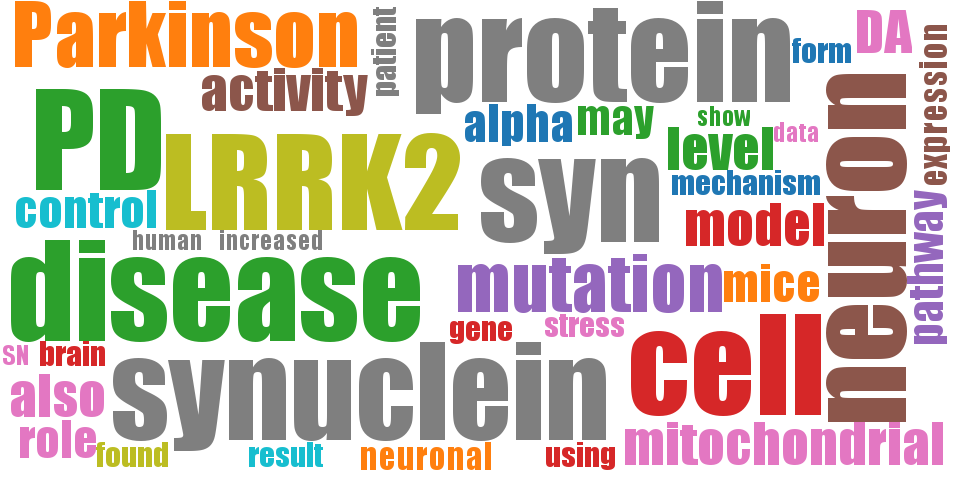 Parkinson
patient
protein
form
DA
activity
PD
LRRK2
alpha
may
show
data
level
mechanism
syn
neuron
expression
control
human
increased
model
pathway
disease
mutation
mice
gene
stress
cell
SN
brain
synuclein
also
role
found
result
neuronal
using
mitochondrial